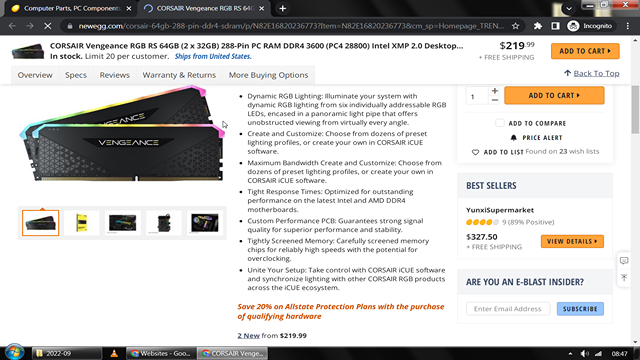 Computer Parts, PC Components
CORSAIR Vengeance RGB RS 64G
newegg.com/corsair-64gb-288-pin-ddr4-sdram/p/N82E16820236773?Item=N82E16820236773&cm_sp=Homepage_TREN...
Incognito
CORSAIR Vengeance RGB RS 64GB (2 x 32GB) 288-Pin PC RAM DDR4 3600 (PC4 28800) Intel XMP 2.0 Desktop...
In stock. Limit 20 per customer. Ships from United States.
$219.99
+ FREE SHIPPING
ADD TO CART
Overview Specs Reviews Warranty & Returns More Buying Options
Back To Top
VENGEANCE
VENGEANCE
• Dynamic RGB Lighting: Illuminate your system with
dynamic RGB lighting from six individually addressable RGB
LEDs, encased in a panoramic light pipe that offers
unobstructed viewing from virtually every angle.
• Create and Customize: Choose from dozens of preset
lighting profiles, or create your own in CORSAIR iCUE
software.
• Maximum Bandwidth Create and Customize: Choose from
dozens of preset lighting profiles, or create your own in
CORSAIR iCUE software.
• Tight Response Times: Optimized for outstanding
performance on the latest Intel and AMD DDR4
motherboards.
• Custom Performance PCB: Guarantees strong signal
quality for superior performance and stability.
• Tightly Screened Memory: Carefully screened memory
chips for reliably high speeds with the potential for
overclocking.
• Unite Your Setup: Take control with CORSAIR iCUE software
and synchronize lighting with other CORSAIR RGB products
across the iCUE ecosystem.
Save 20% on Allstate Protection Plans with the purchase
of qualifying hardware
2 New from $219.99
1
ADD TO CART
ADD TO COMPARE
PRICE ALERT
ADD TO LIST Found on 23 wish lists
BEST SELLERS
YunxiSupermarket
9 (89% Positive)
$327.50
+ FREE SHIPPING
VIEW DETAILS
ARE YOU AN E-BLAST INSIDER?
Enter Email Address
SUBSCRIBE
2022-09
Websites - Goo...
CORSAIR Venge...
08:47